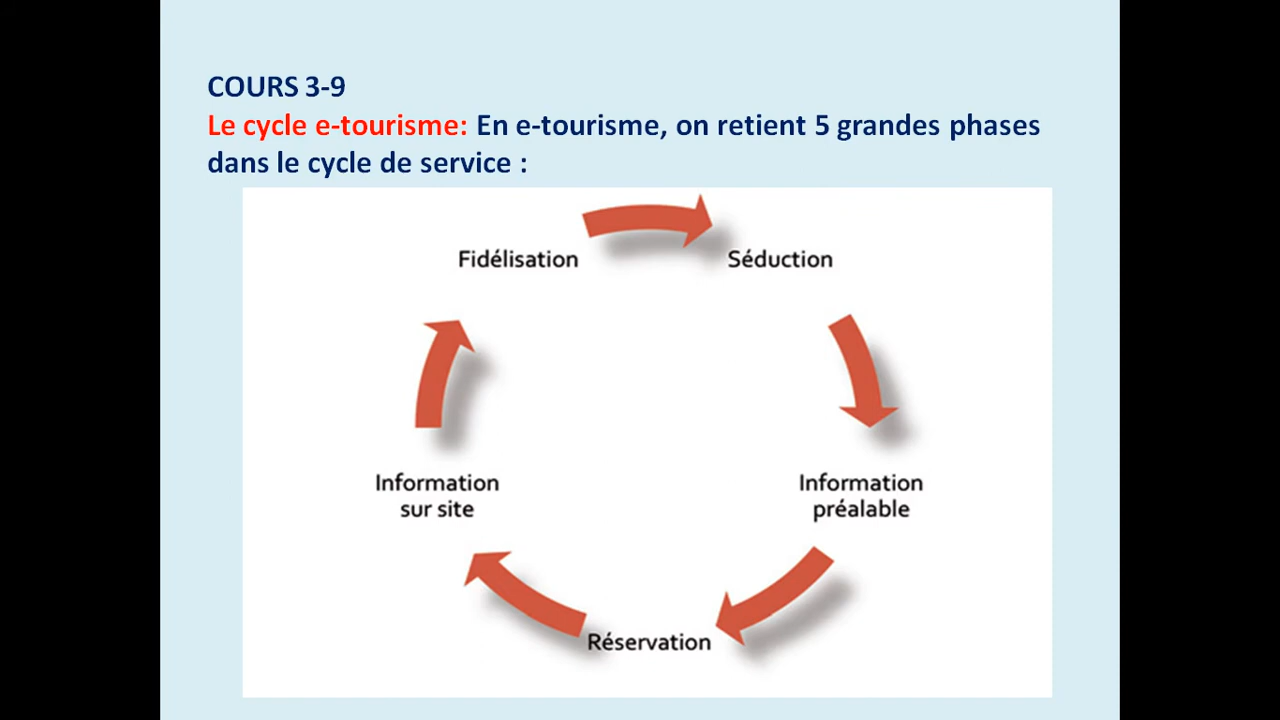 COURS 3-9
Le cycle e-tourisme: En e-tourisme, on retient 5 grandes phases
dans le cycle de service :
Fidélisation
Séduction
Information
sur site
Information
préalable
Réservation